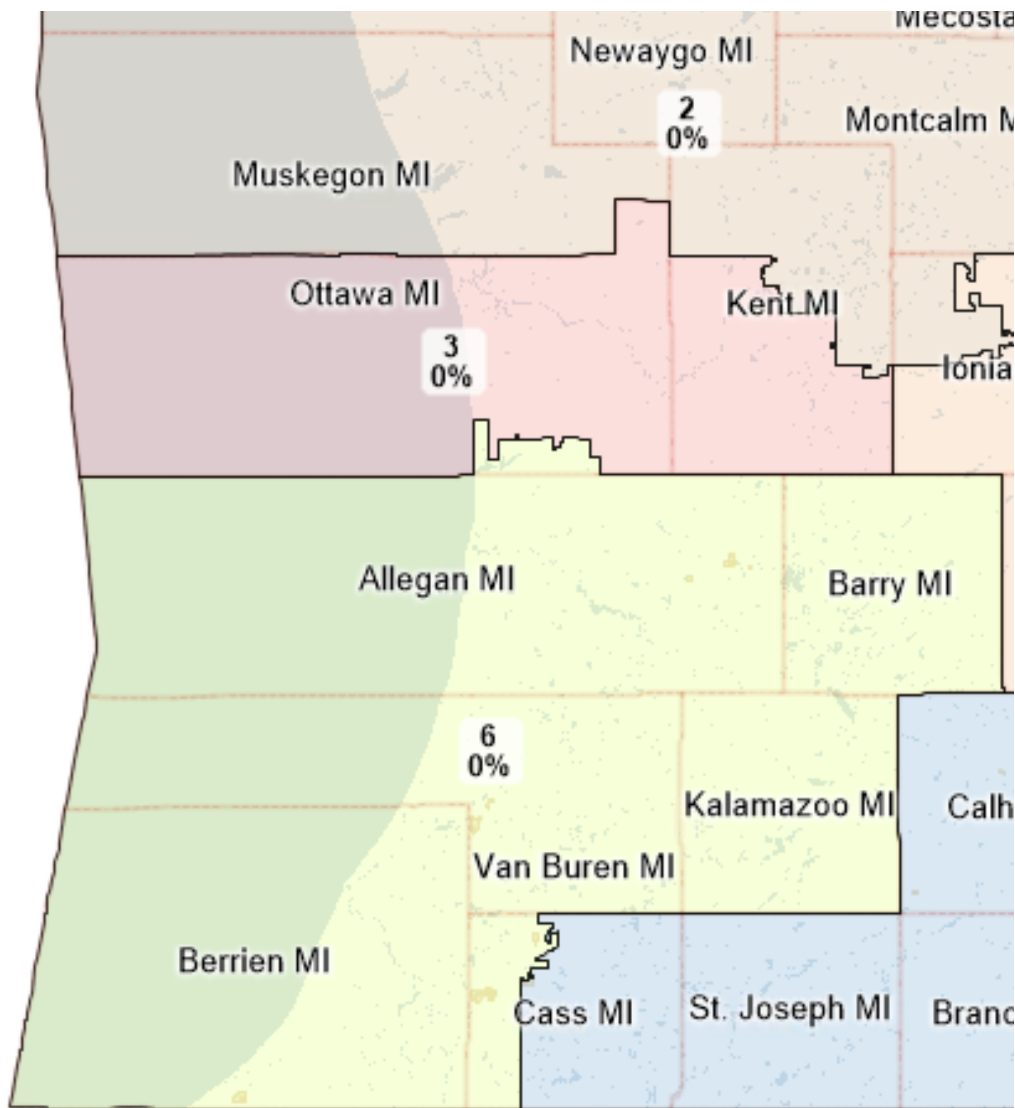 Mecosta
Newaygo MI
2
0%
Montcalm M
Muskegon MI
Ottawa MI
Kent MI
3
0%
Ionia
Allegan MI
Barry MI
6
0%
Kalamazoo MI
Calh
Van Buren MI
Berrien MI
Cass MI
St. Joseph MI
Branc